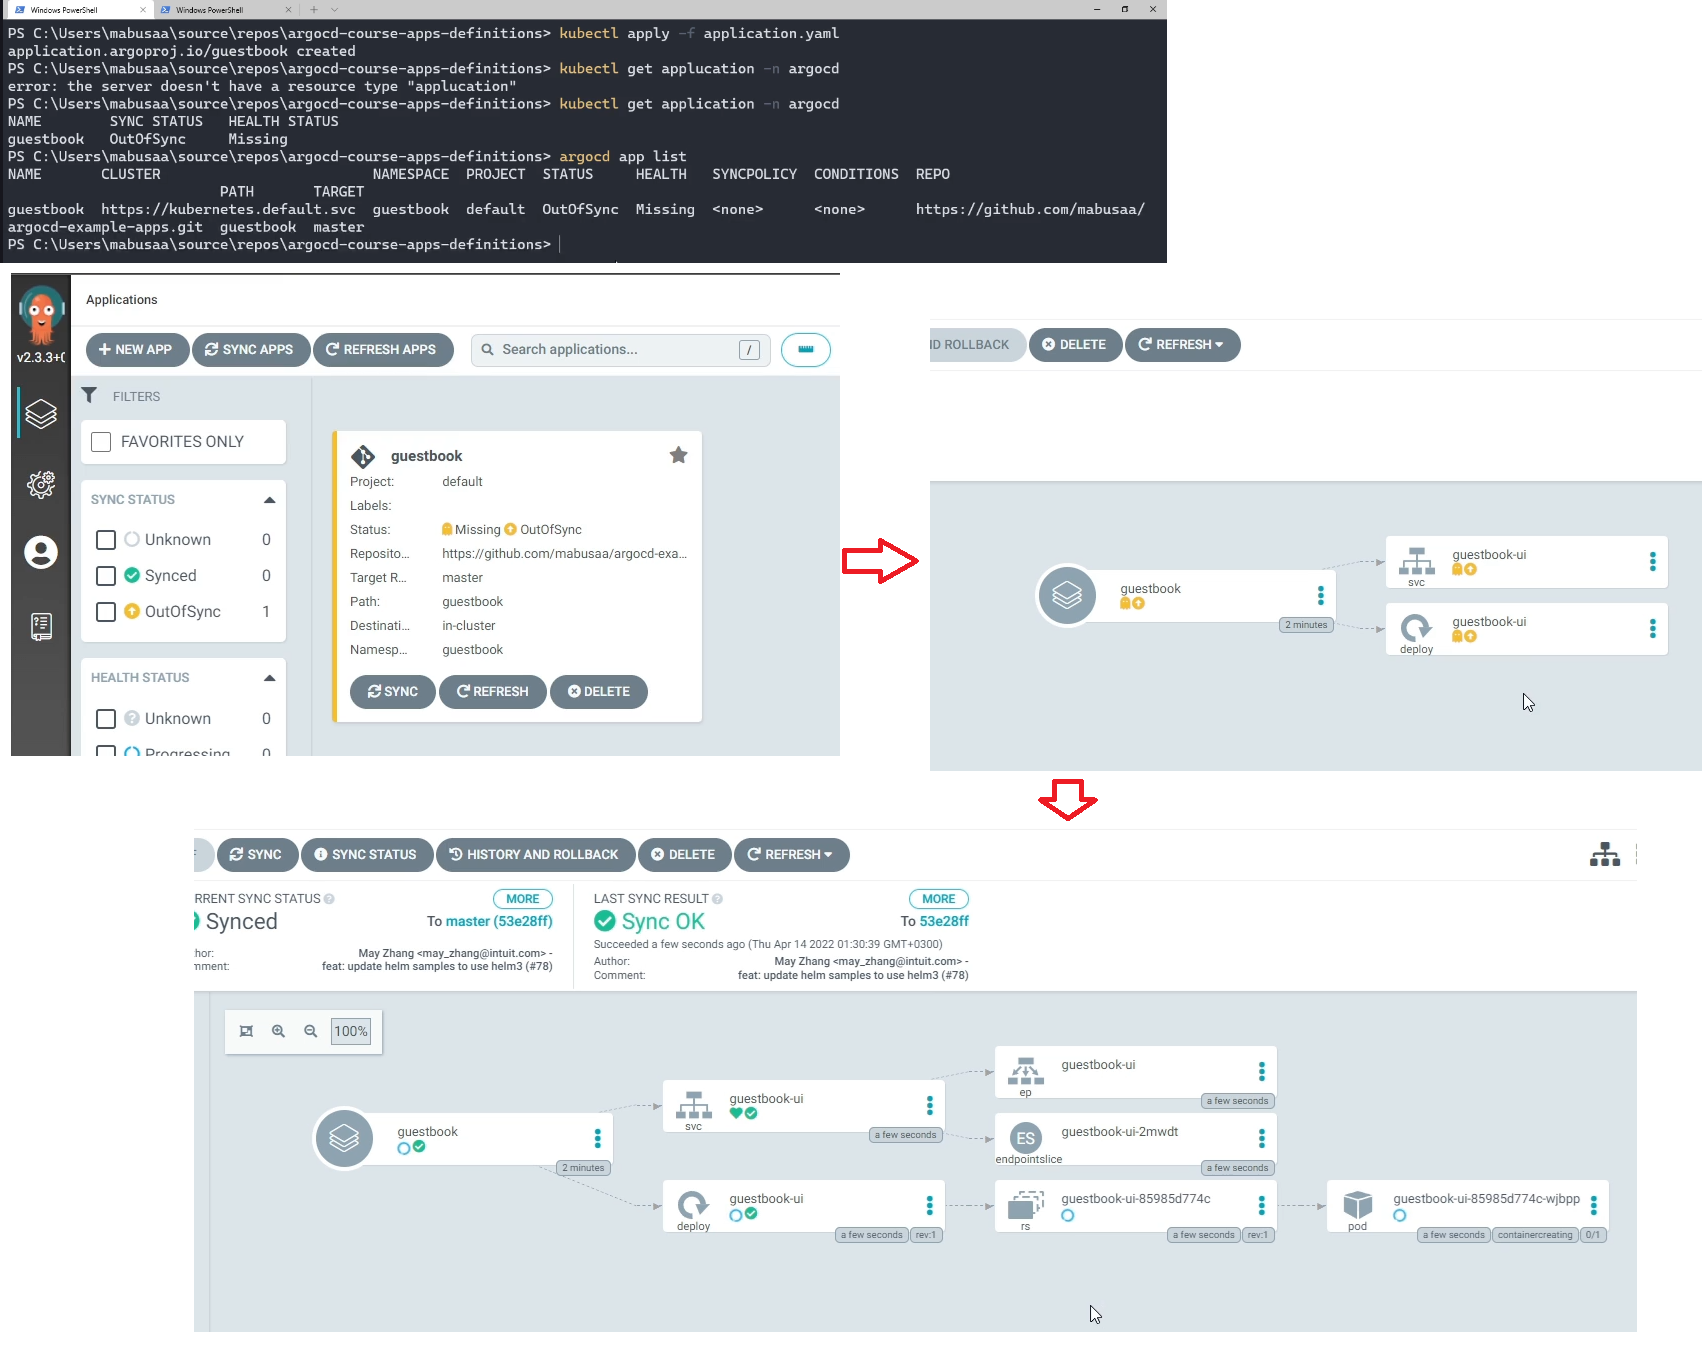 Windows PowerShell
Windows PowerShell
PS C:\Users\mabusaa\source\repos\argocd-course-apps-definitions> kubectl apply -f application.yaml
application.argoproj.io/guestbook created
PS C:\Users\mabusaa\source\repos\argocd-course-apps-definitions> kubectl get applucation -n argocd
error: the server doesn't have a resource type "applucation"
PS C:\Users\mabusaa\source\repos\argocd-course-apps-definitions> kubectl get application -n argocd
NAME SYNC STATUS HEALTH STATUS
guestbook OutOfSync Missing
PS C:\Users\mabusaa\source\repos\argocd-course-apps-definitions> argocd app list
NAME CLUSTER NAMESPACE PROJECT STATUS HEALTH SYNCPOLICY CONDITIONS REPO
PATH TARGET
guestbook https://kubernetes.default.svc guestbook default OutOfSync Missing <none> <none> https://github.com/mabusaa/
argocd-example-apps.git guestbook master
PS C:\Users\mabusaa\source\repos\argocd-course-apps-definitions>
v2.3.3+
Applications
NEW APP
SYNC APPS
REFRESH APPS
Search applications...
/
FILTERS
FAVORITES ONLY
SYNC STATUS
Unknown 0
Synced 0
OutOfSync 1
HEALTH STATUS
Unknown 0
Progressing 0
guestbook
Project: default
Labels:
Status: Missing OutOfSync
Reposito... https://github.com/mabusaa/argocd-exa...
Target R... master
Path: guestbook
Destinati... in-cluster
Namesp... guestbook
SYNC
REFRESH
DELETE
ND ROLLBACK
DELETE
REFRESH
guestbook
2 minutes
svc
guestbook-ui
deploy
guestbook-ui
SYNC
SYNC STATUS
HISTORY AND ROLLBACK
DELETE
REFRESH
RRENT SYNC STATUS
MORE
Synced
To master (53e28ff)
hor: May Zhang <may_zhang@intuit.com> -
mment: feat: update helm samples to use helm3 (#78)
LAST SYNC RESULT
MORE
Sync OK
To 53e28ff
Succeeded a few seconds ago (Thu Apr 14 2022 01:30:39 GMT+0300)
Author: May Zhang <may_zhang@intuit.com> -
Comment: feat: update helm samples to use helm3 (#78)
100%
guestbook
2 minutes
svc
guestbook-ui
a few seconds
deploy
guestbook-ui
a few seconds
rev:1
ep
guestbook-ui
a few seconds
ES
endpointslice
guestbook-ui-2mwdt
a few seconds
rs
guestbook-ui-85985d774c
a few seconds
rev:1
pod
guestbook-ui-85985d774c-wjbpp
a few seconds
containercreating
0/1